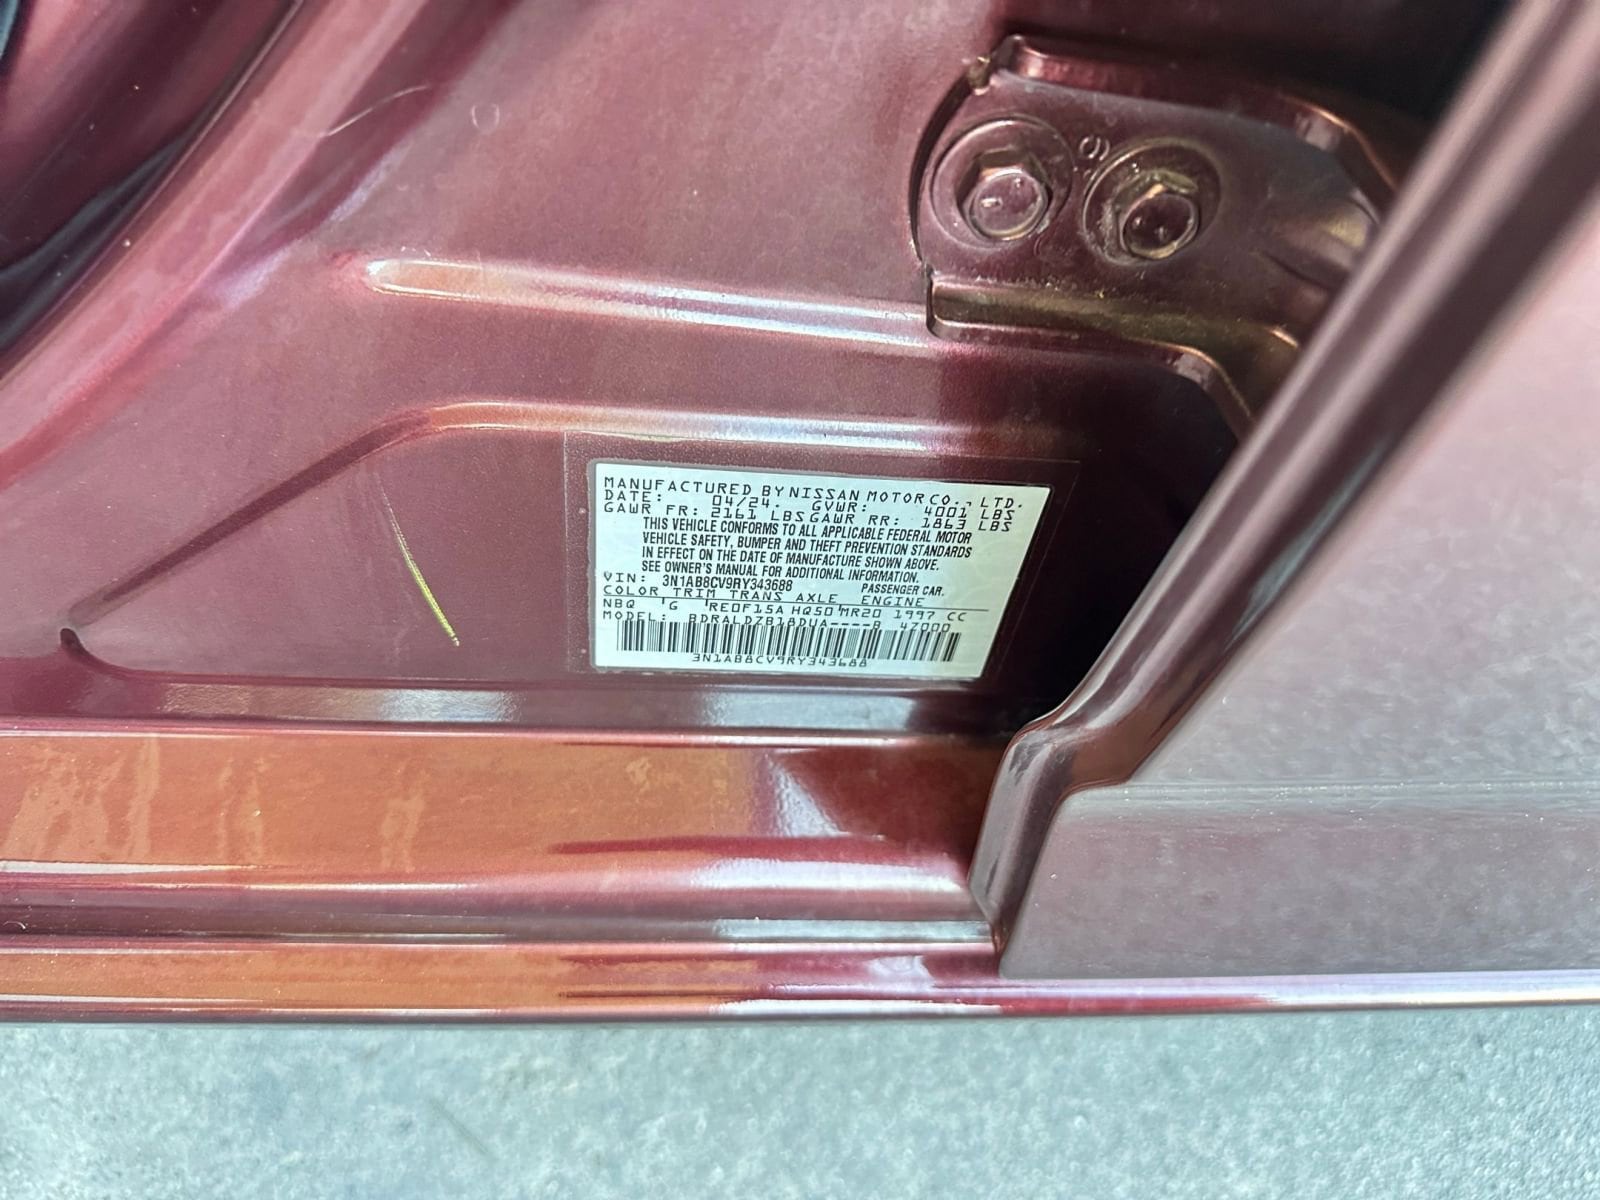 MANUFACTURED BY NISSAN MOTOR CO., LTD.
DATE: 04/24. GVWR: 4001 LBS
GAWR FR: 2161 LBS GAWR RR: 1863 LBS
THIS VEHICLE CONFORMS TO ALL APPLICABLE FEDERAL MOTOR
VEHICLE SAFETY, BUMPER AND THEFT PREVENTION STANDARDS
IN EFFECT ON THE DATE OF MANUFACTURE SHOWN ABOVE.
SEE OWNER'S MANUAL FOR ADDITIONAL INFORMATION.
VIN: 3N1AB8CV9RY343688 PASSENGER CAR.
COLOR TRIM TRANS AXLE ENGINE
NBQ G RE0F15A HQ50 MR20 1997 CC
MODEL: BDRALDZB18DUA----B 47000
3N1AB8CV9RY343688